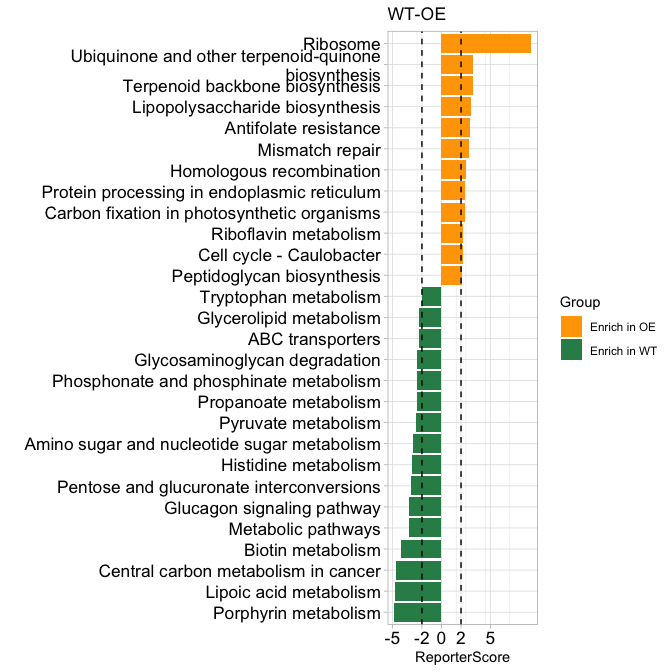 WT-OE
Ribosome
Ubiquinone and other terpenoid-quinone
biosynthesis
Terpenoid backbone biosynthesis
Lipopolysaccharide biosynthesis
Antifolate resistance
Mismatch repair
Homologous recombination
Protein processing in endoplasmic reticulum
Carbon fixation in photosynthetic organisms
Riboflavin metabolism
Cell cycle - Caulobacter
Peptidoglycan biosynthesis
Tryptophan metabolism
Glycerolipid metabolism
ABC transporters
Glycosaminoglycan degradation
Phosphonate and phosphinate metabolism
Propanoate metabolism
Pyruvate metabolism
Amino sugar and nucleotide sugar metabolism
Histidine metabolism
Pentose and glucuronate interconversions
Glucagon signaling pathway
Metabolic pathways
Biotin metabolism
Central carbon metabolism in cancer
Lipoic acid metabolism
Porphyrin metabolism
-5 -2 0 2 5
ReporterScore
Group
Enrich in OE
Enrich in WT